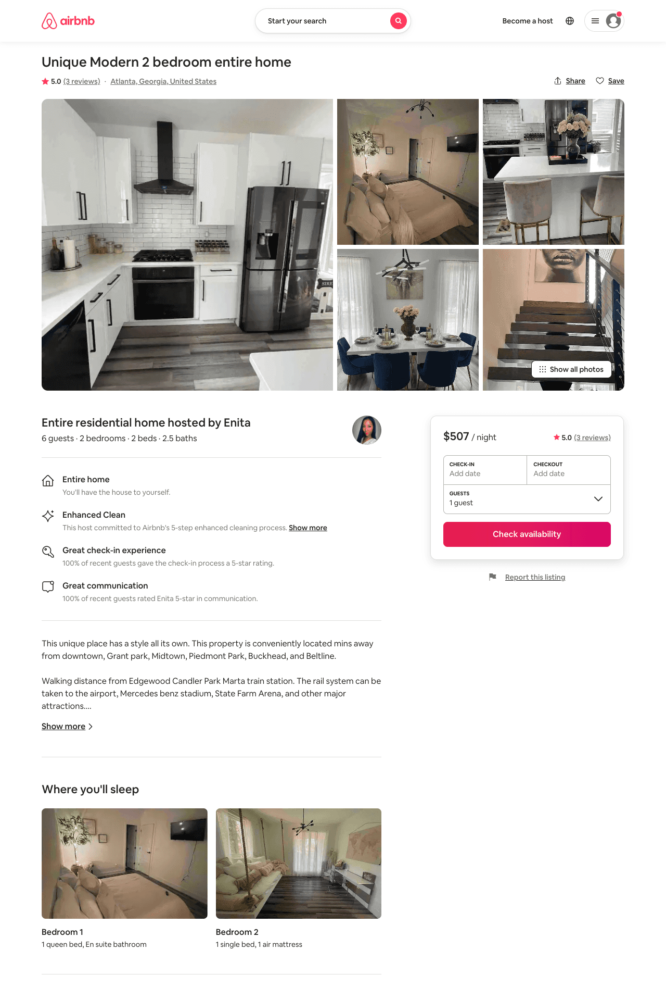 airbnb
Start your search
Become a host
Unique Modern 2 bedroom entire home
5.0 (3 reviews) · Atlanta, Georgia, United States
Share
Save
SIRE
Show all photos
Entire residential home hosted by Enita
6 guests · 2 bedrooms · 2 beds · 2.5 baths
$507 / night
5.0 (3 reviews)
CHECK-IN
Add date
CHECKOUT
Add date
GUESTS
1 guest
Check availability
Report this listing
Entire home
You'll have the house to yourself.
Enhanced Clean
This host committed to Airbnb's 5-step enhanced cleaning process. Show more
Great check-in experience
100% of recent guests gave the check-in process a 5-star rating.
Great communication
100% of recent guests rated Enita 5-star in communication.
This unique place has a style all its own. This property is conveniently located mins away
from downtown, Grant park, Midtown, Piedmont Park, Buckhead, and Beltline.
Walking distance from Edgewood Candler Park Marta train station. The rail system can be
taken to the airport, Mercedes benz stadium, State Farm Arena, and other major
attractions....
Show more
Where you'll sleep
Bedroom 1
1 queen bed, En suite bathroom
Bedroom 2
1 single bed, 1 air mattress